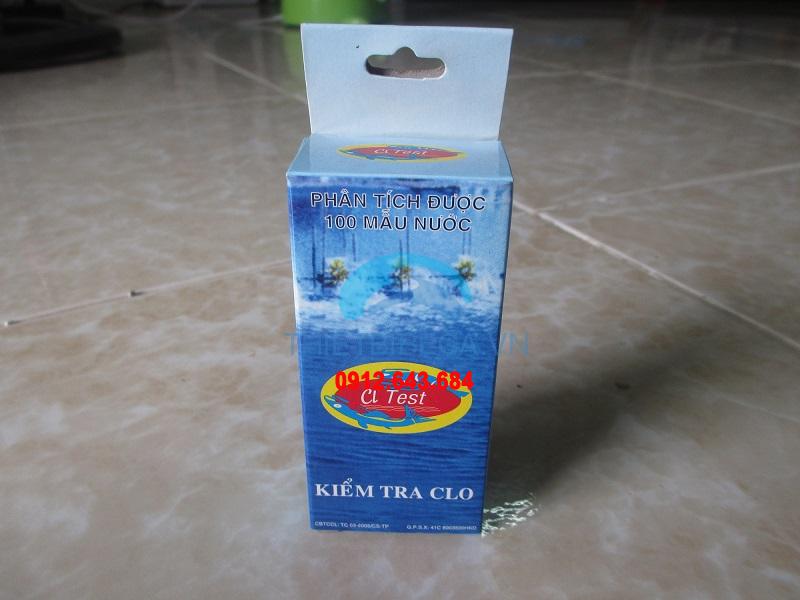 Cl Test
PHÂN TÍCH ĐƯỢC
100 MẪU NƯỚC
0912.643.684
Cl Test
KIỂM TRA CLO